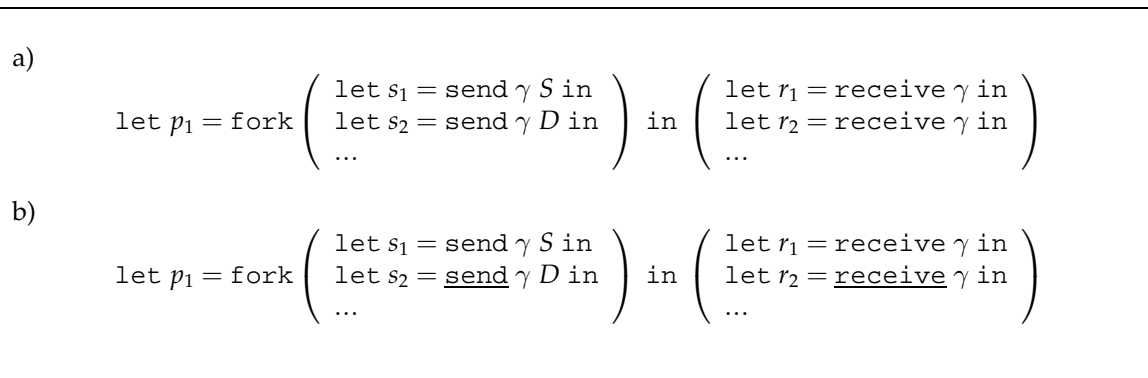 a)
let s₁ = send γ S in let r₁ = receive γ in
let p₁ = fork ( let s₂ = send γ D in ) in ( let r₂ = receive γ in )
... ...
b)
let s₁ = send γ S in let r₁ = receive γ in
let p₁ = fork ( let s₂ = send γ D in ) in ( let r₂ = receive γ in )
... ...